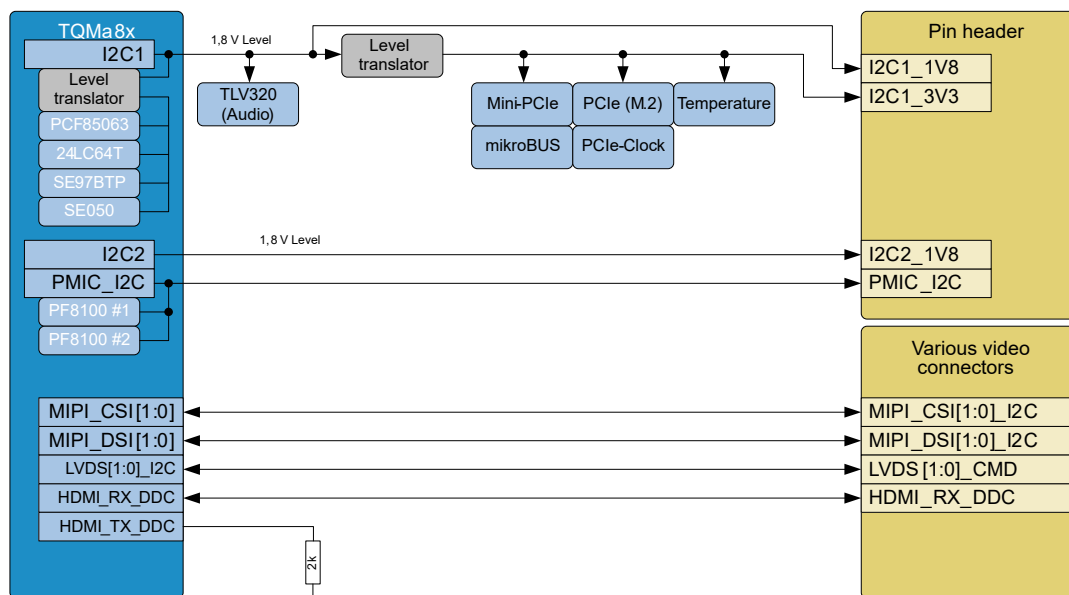 TQMa8x
I2C1
Level
translator
PCF85063
24LC64T
SE97BTP
SE050
I2C2
PMIC_I2C
PF8100 #1
PF8100 #2
MIPI_CSI[1:0]
MIPI_DSI[1:0]
LVDS[1:0]_I2C
HDMI_RX_DDC
HDMI_TX_DDC
1,8 V Level
TLV320
(Audio)
Level
translator
Mini-PCIe
PCIe (M.2)
Temperature
mikroBUS
PCIe-Clock
1,8 V Level
2k
Pin header
I2C1_1V8
I2C1_3V3
I2C2_1V8
PMIC_I2C
Various video
connectors
MIPI_CSI[1:0]_I2C
MIPI_DSI[1:0]_I2C
LVDS[1:0]_CMD
HDMI_RX_DDC